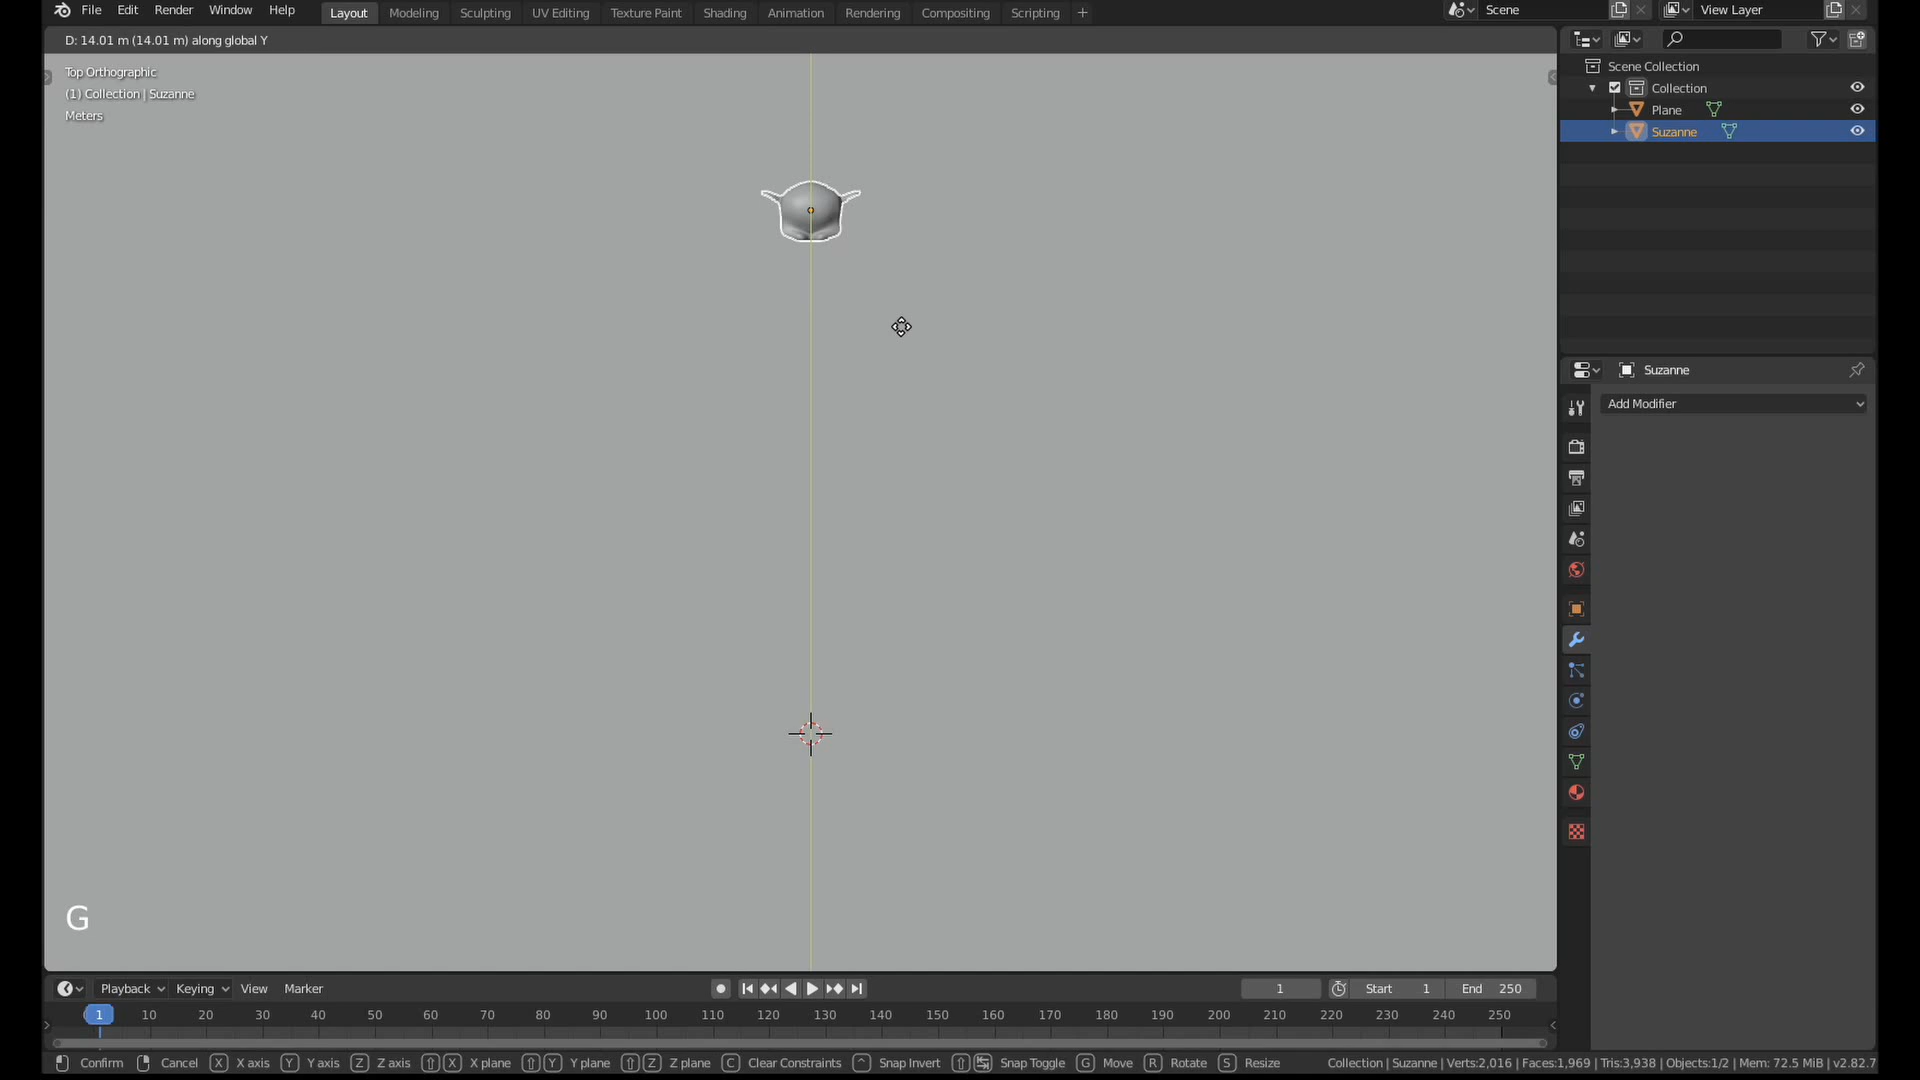 File Edit Render Window Help Layout Modeling Sculpting UV Editing Texture Paint Shading Animation Rendering Compositing Scripting + Scene View Layer
D: 14.01 m (14.01 m) along global Y
Top Orthographic
(1) Collection | Suzanne
Meters
Scene Collection
Collection
Plane
Suzanne
Suzanne
Add Modifier
G
Playback Keying View Marker 1 Start 1 End 250
1 10 20 30 40 50 60 70 80 90 100 110 120 130 140 150 160 170 180 190 200 210 220 230 240 250
Confirm Cancel X X axis Y Y axis Z Z axis X X plane Y Y plane Z Z plane C Clear Constraints ^ Snap Invert Snap Toggle G Move R Rotate S Resize Collection | Suzanne | Verts:2,016 | Faces:1,969 | Tris:3,938 | Objects:1/2 | Mem: 72.5 MiB | v2.82.7